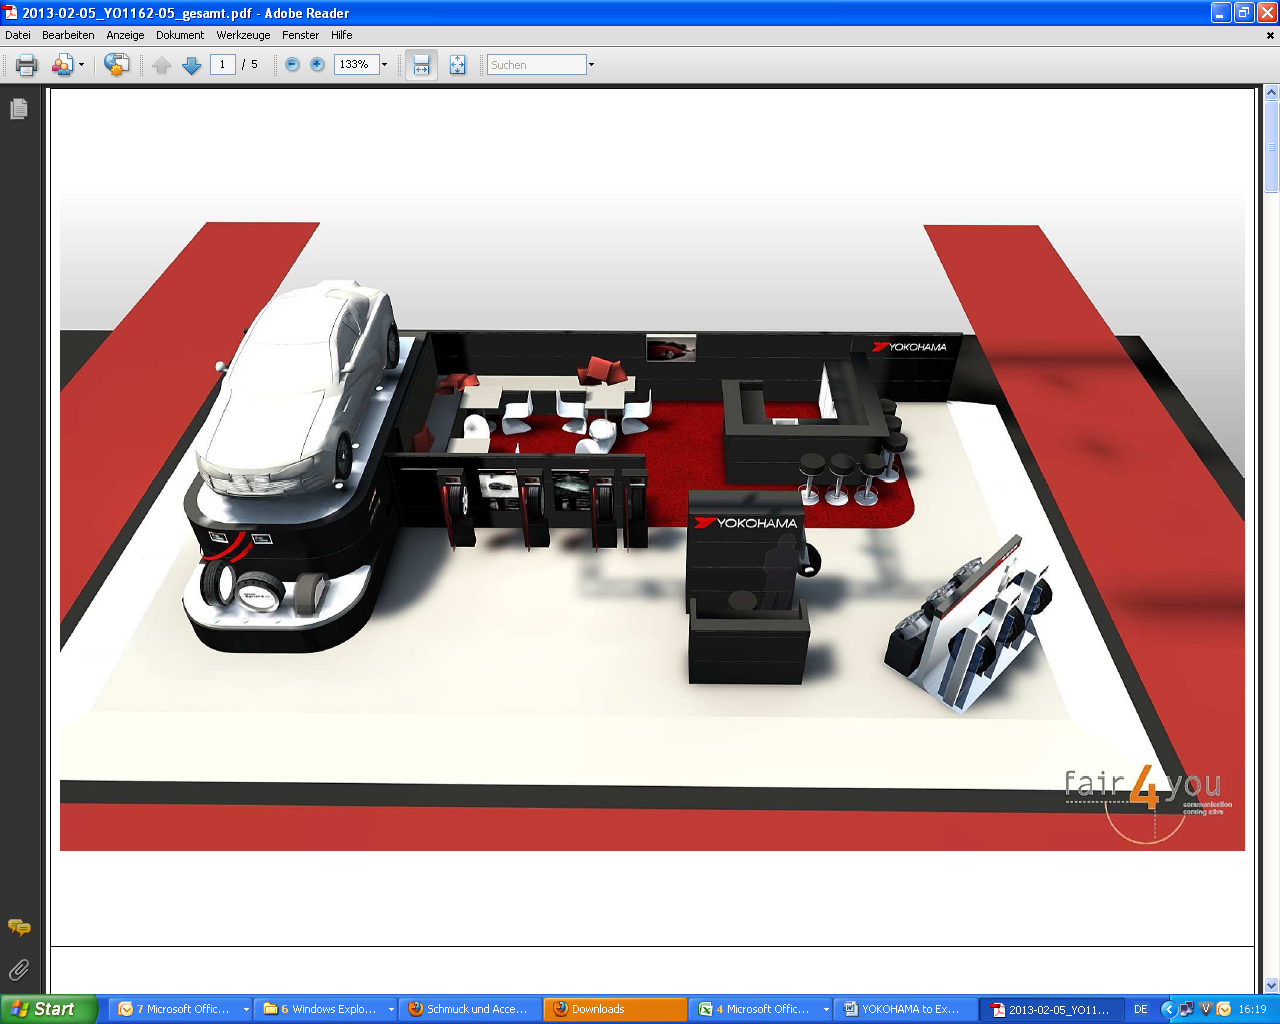 2013-02-05_YO1162-05_gesamt.pdf - Adobe Reader
Datei Bearbeiten Anzeige Dokument Werkzeuge Fenster Hilfe
1 / 5 133% Suchen
YOKOHAMA
YOKOHAMA
fair4you
communication
coming alive
Start 7 Microsoft Offic... 6 Windows Explo... Schmuck und Acce... Downloads 4 Microsoft Offic... YOKOHAMA to Ex... 2013-02-05_YO11... DE 16:19